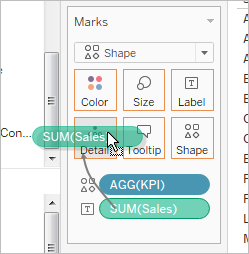 Marks
Shape
Color Size Label
Con...
SUM(Sales)
Detail Tooltip Shape
AGG(KPI)
SUM(Sales)